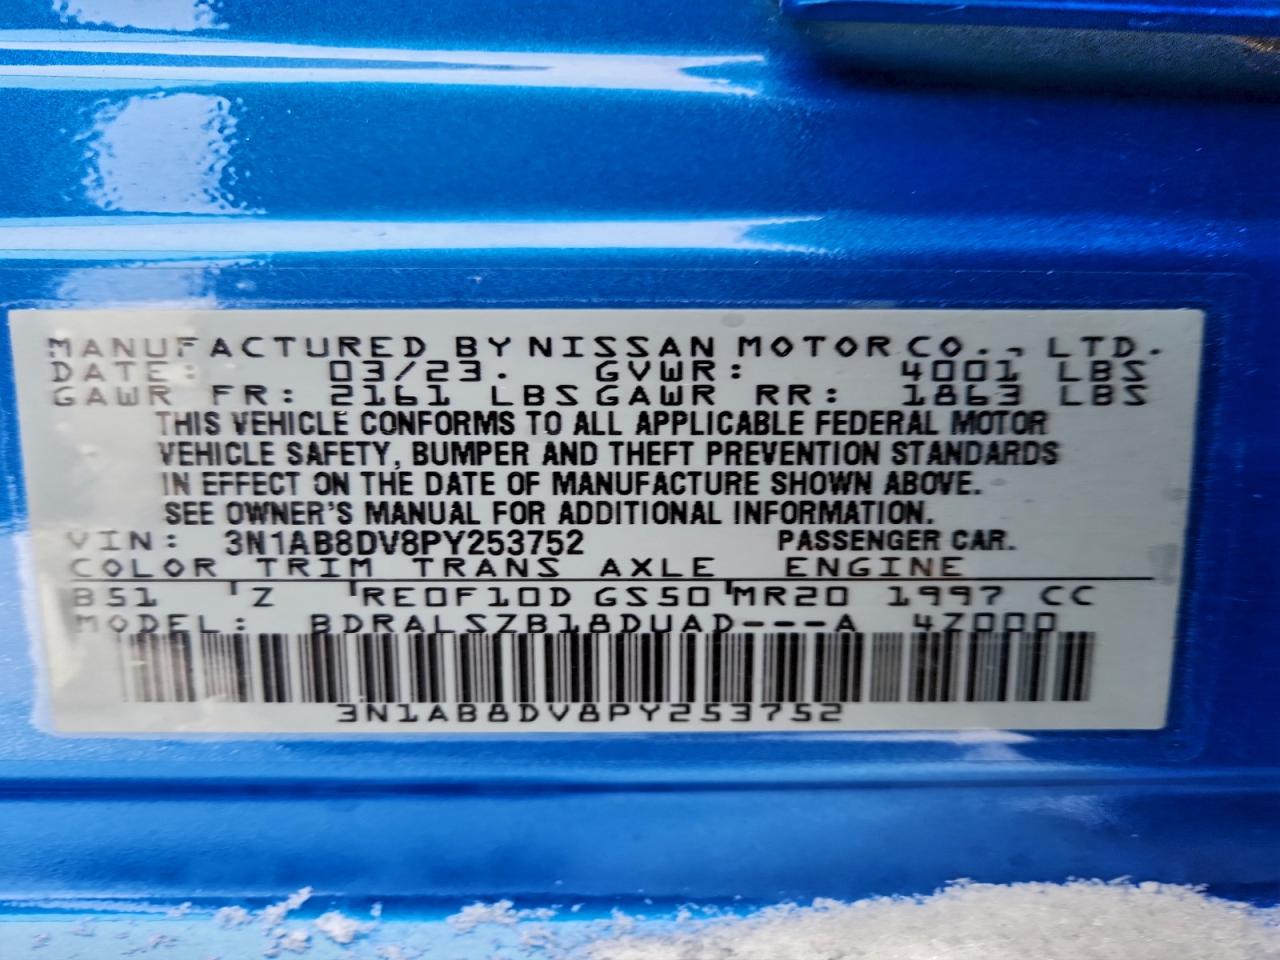 MANUFACTURED BY NISSAN MOTOR CO., LTD.
DATE: 03/23. GVWR: 4001 LBS
GAWR FR: 2161 LBS GAWR RR: 1863 LBS
THIS VEHICLE CONFORMS TO ALL APPLICABLE FEDERAL MOTOR
VEHICLE SAFETY, BUMPER AND THEFT PREVENTION STANDARDS
IN EFFECT ON THE DATE OF MANUFACTURE SHOWN ABOVE.
SEE OWNER'S MANUAL FOR ADDITIONAL INFORMATION.
VIN: 3N1AB8DV8PY253752 PASSENGER CAR.
COLOR TRIM TRANS AXLE ENGINE
B51 Z RE0F10D GS50 MR20 1997 CC
MODEL: BDRALSZB18DUAD---A 4Z000
3N1AB8DV8PY253752